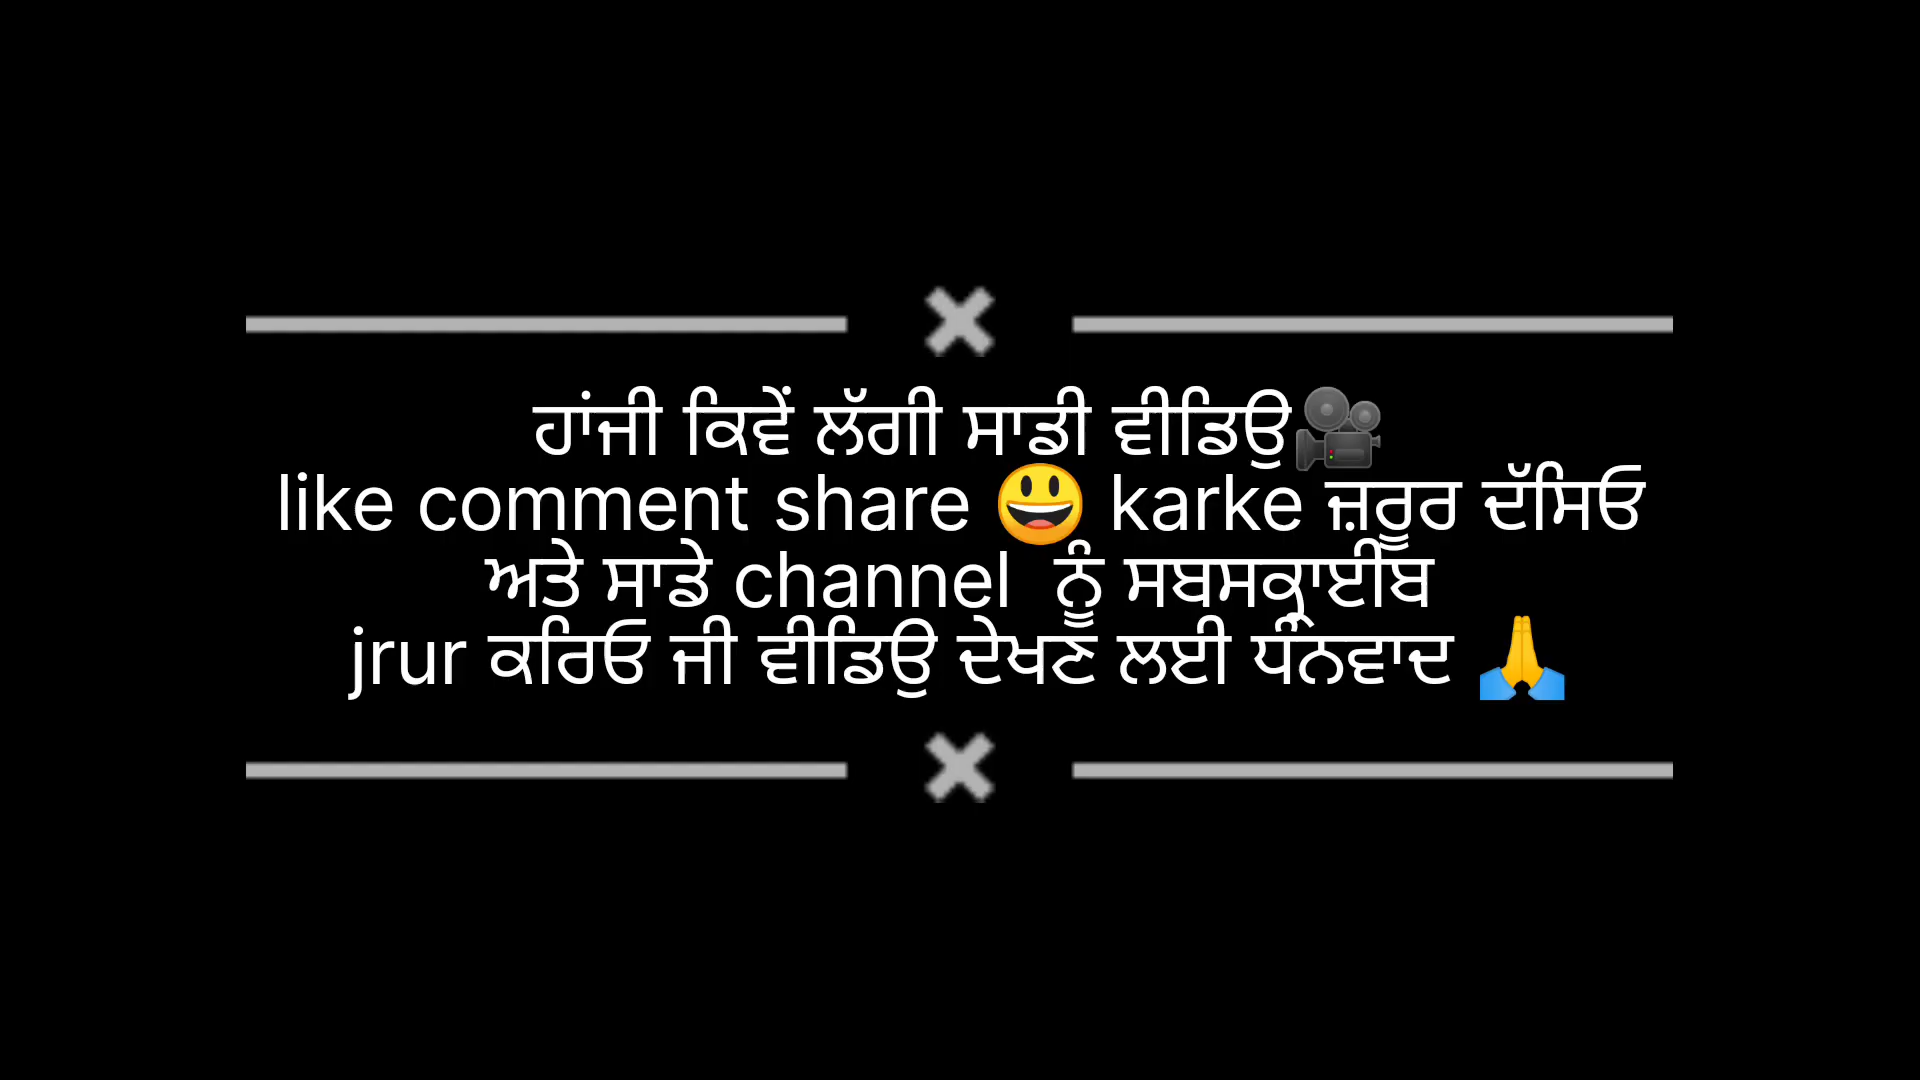 ਹਾਂਜੀ ਕਿਵੇਂ ਲੱਗੀ ਸਾਡੀ ਵੀਡਿਉ🎥
like comment share 😃 karke ਜ਼ਰੂਰ ਦੱਸਿਓ
ਅਤੇ ਸਾਡੇ channel ਨੂੰ ਸਬਸਕ੍ਰਾਈਬ
jrur ਕਰਿਓ ਜੀ ਵੀਡਿਉ ਦੇਖਣ ਲਈ ਧੰਨਵਾਦ 🙏